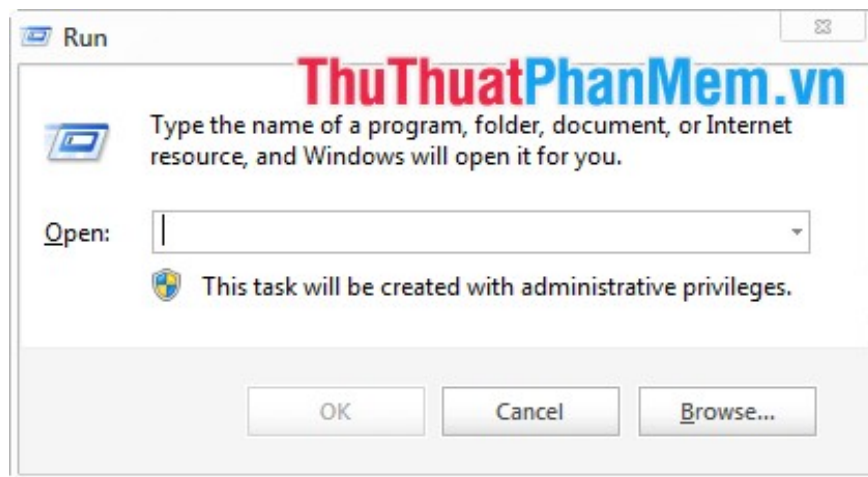 Run
ThuThuatPhanMem.vn
Type the name of a program, folder, document, or Internet
resource, and Windows will open it for you.
Open:
This task will be created with administrative privileges.
OK Cancel Browse...